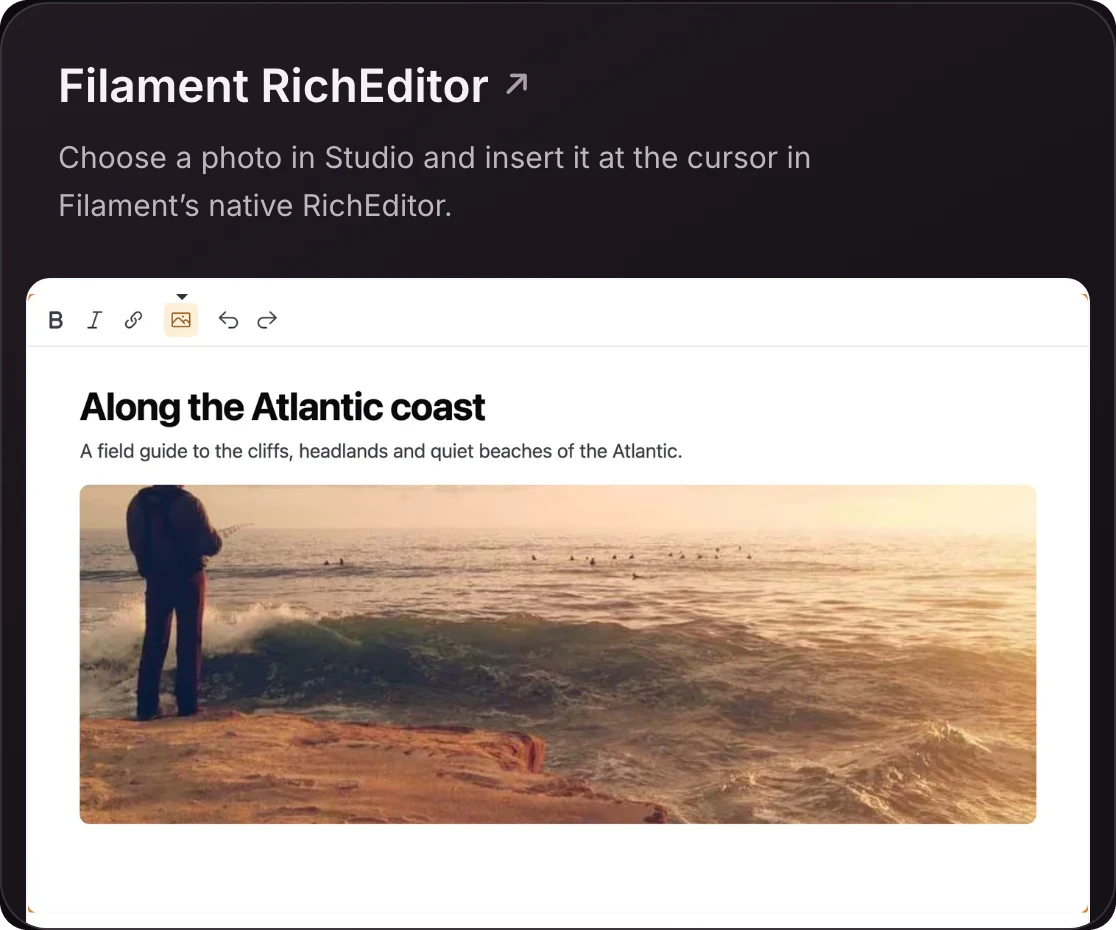 Filament RichEditor ↗
Choose a photo in Studio and insert it at the cursor in
Filament’s native RichEditor.
B I
Along the Atlantic coast
A field guide to the cliffs, headlands and quiet beaches of the Atlantic.